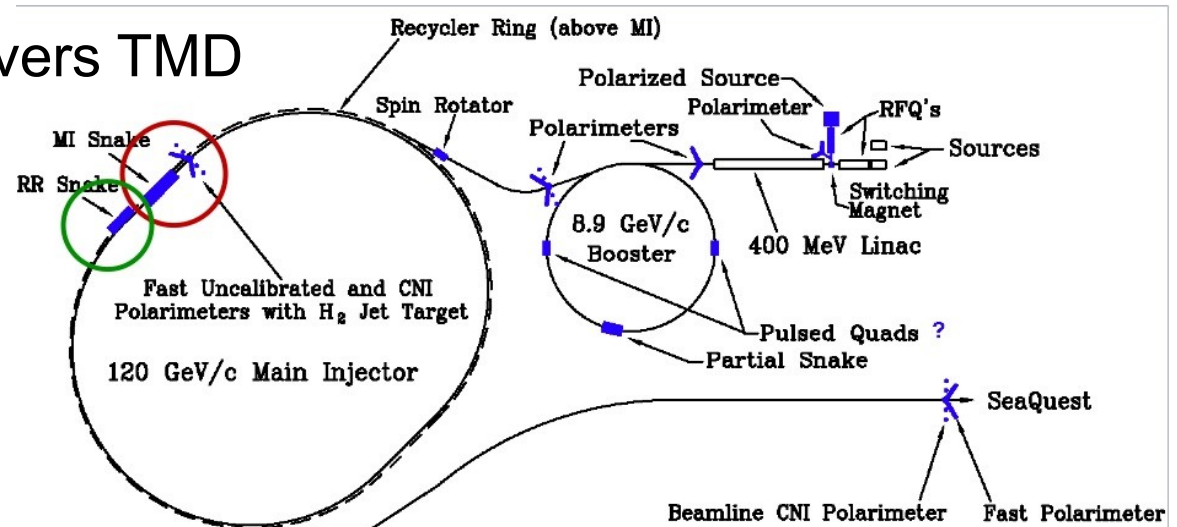 vers TMD
Recycler Ring (above MI)
Polarized Source
Spin Rotator
Polarimeter
RFQ's
Polarimeters
MI Snake
Sources
RR Snake
Switching
Magnet
8.9 GeV/c
Booster
400 MeV Linac
Fast Uncalibrated and CNI
Polarimeters with H₂ Jet Target
Pulsed Quads ?
Partial Snake
120 GeV/c Main Injector
SeaQuest
Beamline CNI Polarimeter
Fast Polarimeter